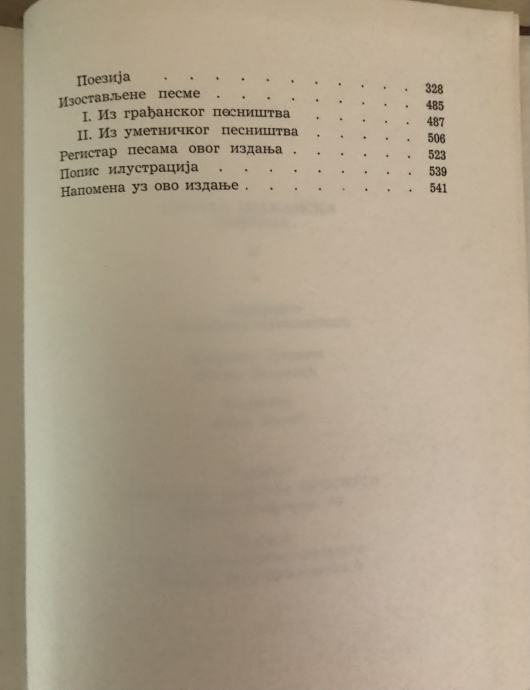 Поезија . . . . . . . . . . 328
Изостављене песме . . . . . . . . . 485
I. Из грађанског песништва . . . . . 487
II. Из уметничког песништва . . . . . 506
Регистар песама овог издања . . . . . . 523
Попис илустрација . . . . . . . . . 539
Напомена уз ово издање . . . . . . . . 541